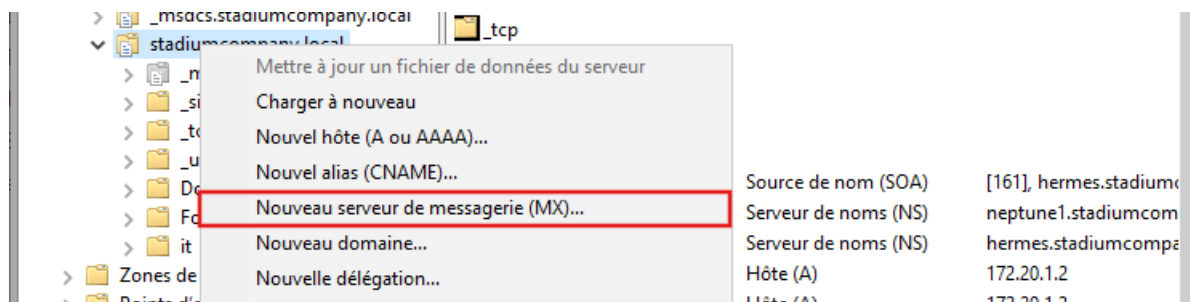 _msdcs.stadiumcompany.local
_tcp
stadiumcompany.local
Mettre à jour un fichier de données du serveur
Charger à nouveau
Nouvel hôte (A ou AAAA)...
Nouvel alias (CNAME)...
Nouveau serveur de messagerie (MX)...
Nouveau domaine...
Nouvelle délégation...
it
Zones de
Source de nom (SOA) [161], hermes.stadiumc
Serveur de noms (NS) neptune1.stadiumcom
Serveur de noms (NS) hermes.stadiumcompa
Hôte (A) 172.20.1.2